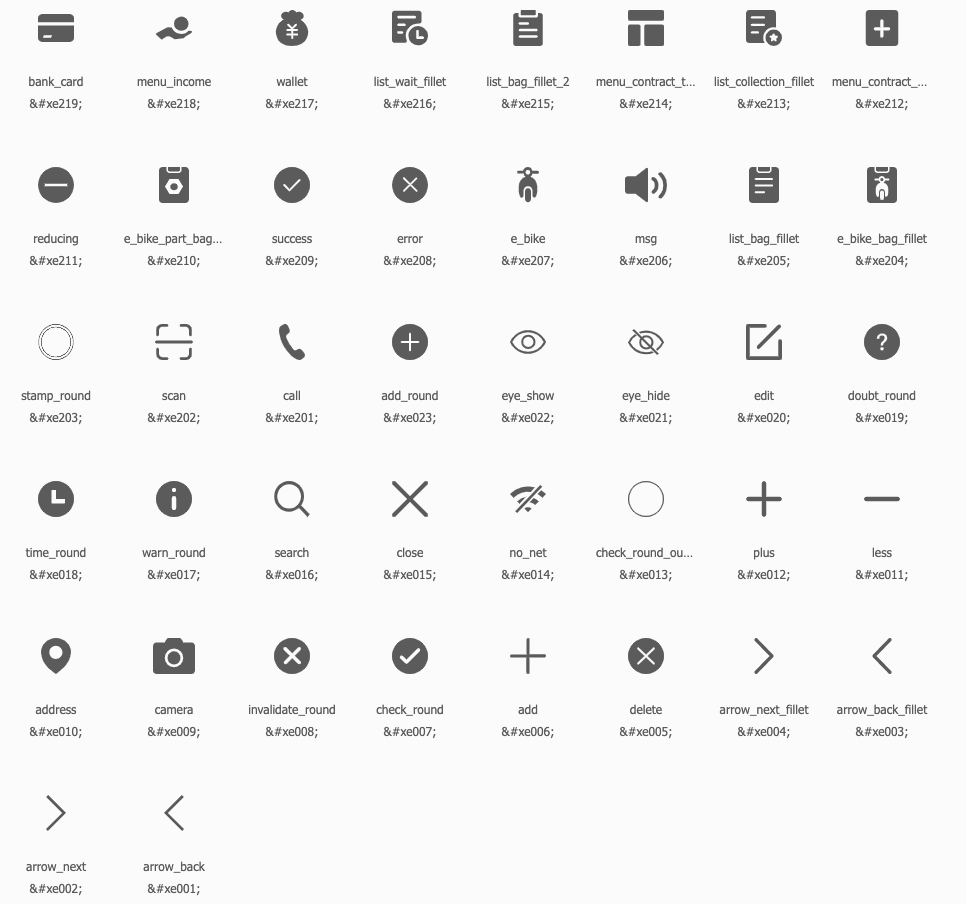 bank_card menu_income wallet list_wait_fillet list_bag_fillet_2 menu_contract_t... list_collection_fillet menu_contract_...
&#xe219; &#xe218; &#xe217; &#xe216; &#xe215; &#xe214; &#xe213; &#xe212;
reducing e_bike_part_bag... success error e_bike msg list_bag_fillet e_bike_bag_fillet
&#xe211; &#xe210; &#xe209; &#xe208; &#xe207; &#xe206; &#xe205; &#xe204;
stamp_round scan call add_round eye_show eye_hide edit doubt_round
&#xe203; &#xe202; &#xe201; &#xe023; &#xe022; &#xe021; &#xe020; &#xe019;
time_round warn_round search close no_net check_round_ou... plus less
&#xe018; &#xe017; &#xe016; &#xe015; &#xe014; &#xe013; &#xe012; &#xe011;
address camera invalidate_round check_round add delete arrow_next_fillet arrow_back_fillet
&#xe010; &#xe009; &#xe008; &#xe007; &#xe006; &#xe005; &#xe004; &#xe003;
arrow_next arrow_back
&#xe002; &#xe001;